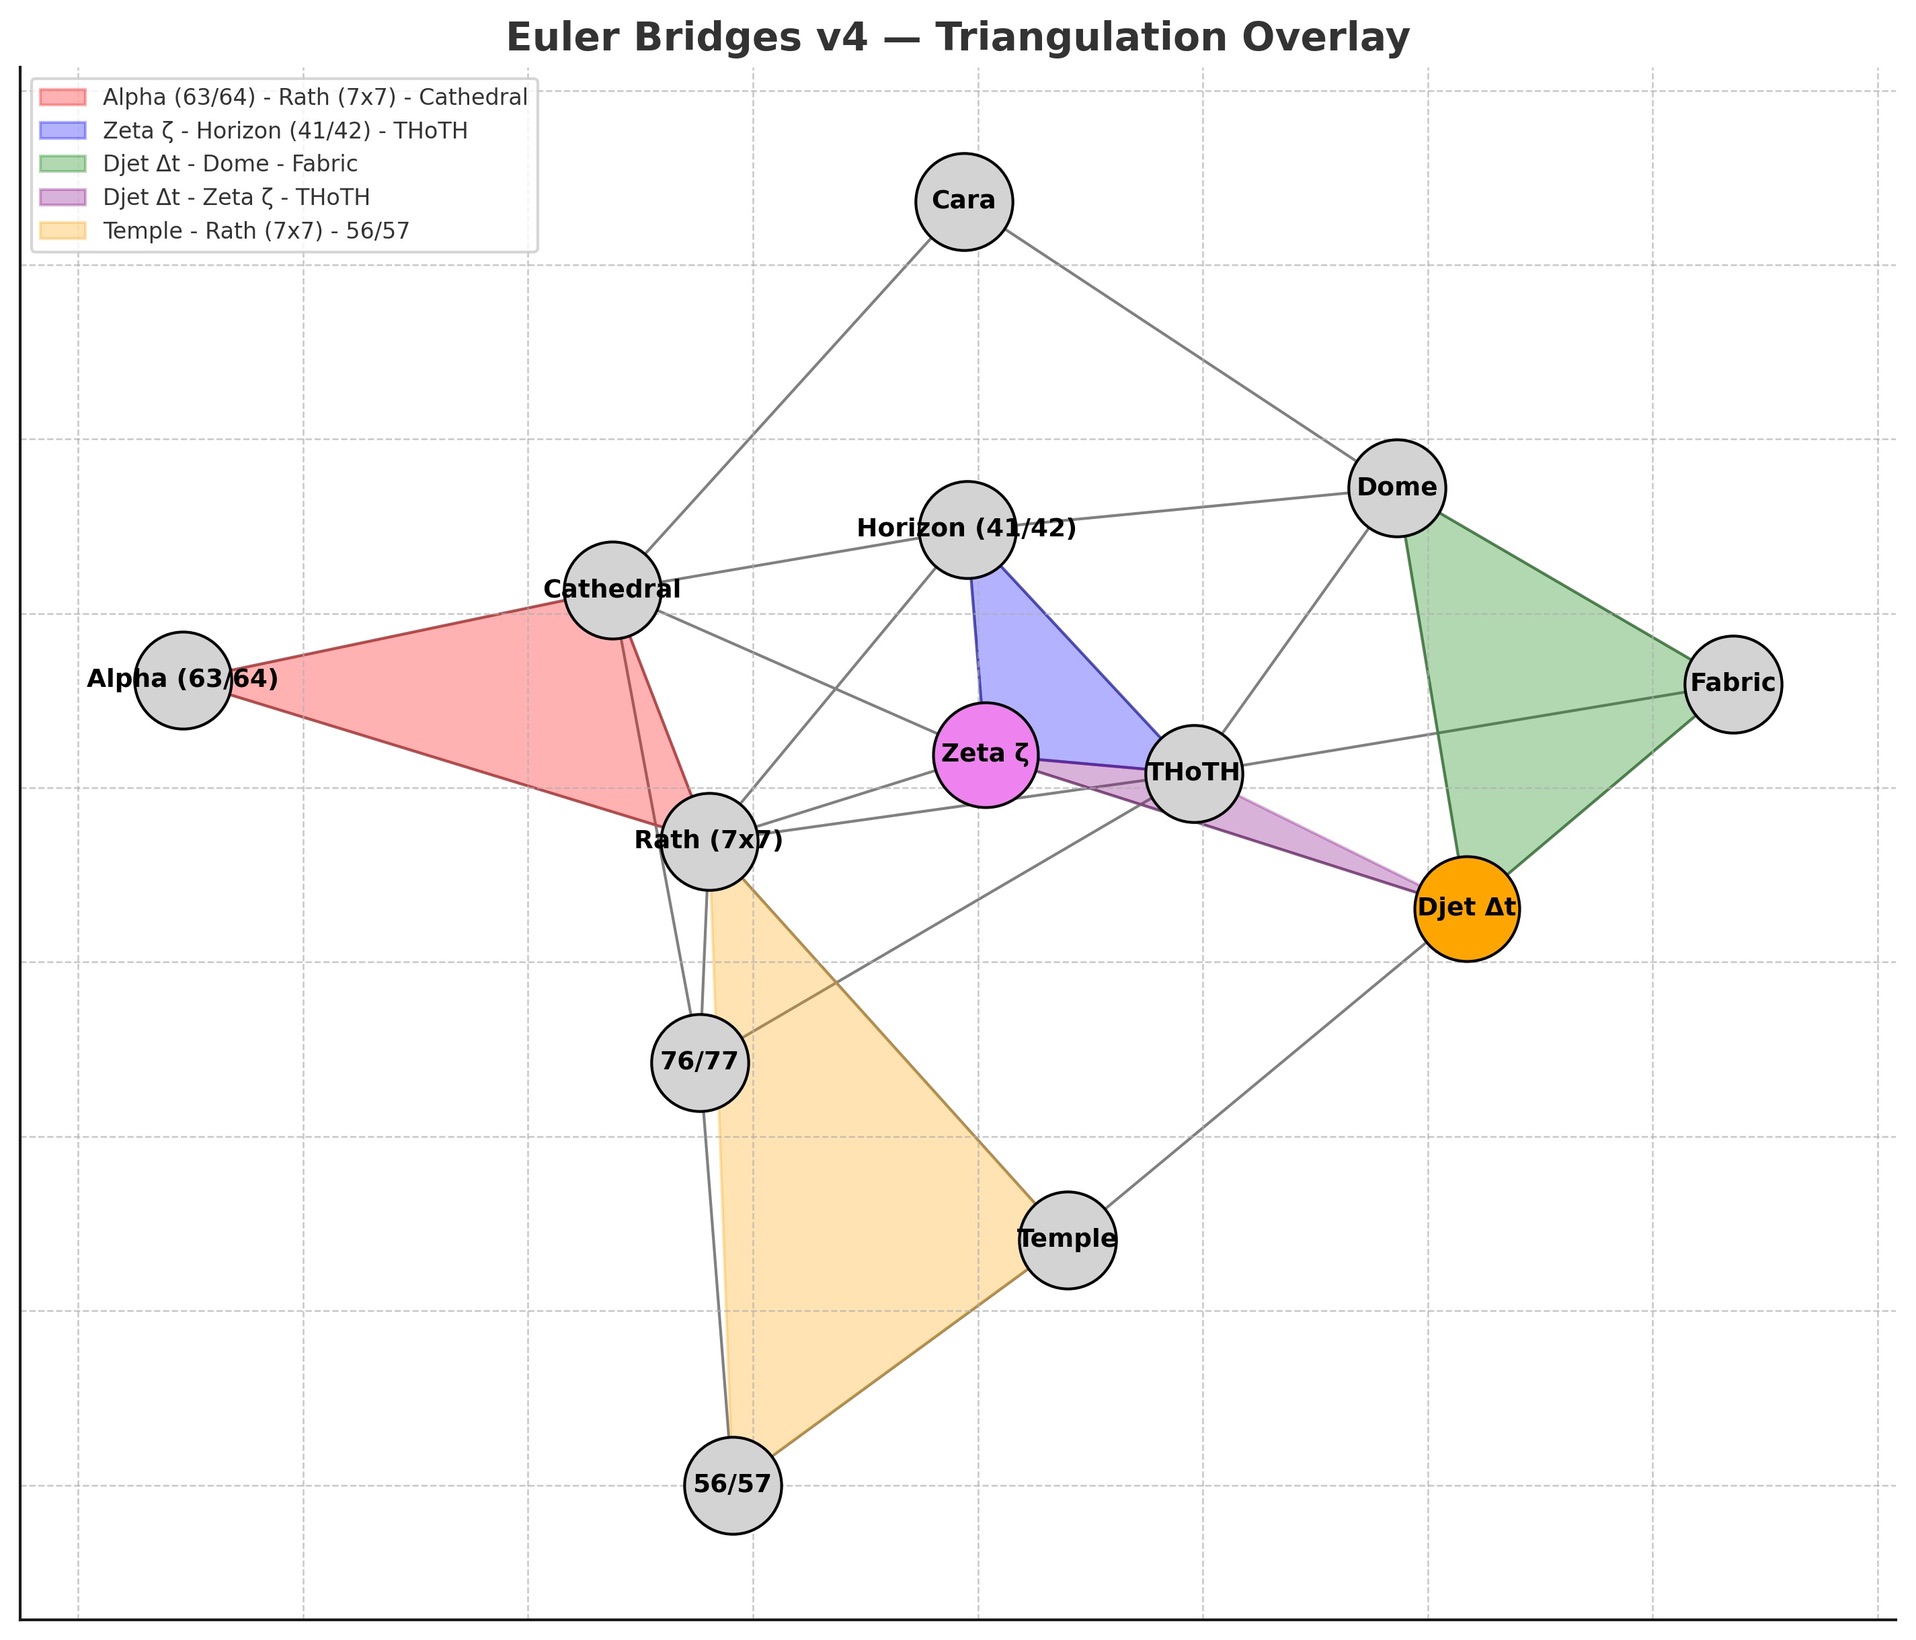 Euler Bridges v4 — Triangulation Overlay
Alpha (63/64) - Rath (7x7) - Cathedral
Zeta ζ - Horizon (41/42) - THoTH
Djet Δt - Dome - Fabric
Djet Δt - Zeta ζ - THoTH
Temple - Rath (7x7) - 56/57
Cara
Dome
Horizon (41/42)
Cathedral
Alpha (63/64)
Fabric
Zeta ζ
THoTH
Rath (7x7)
Djet Δt
76/77
Temple
56/57